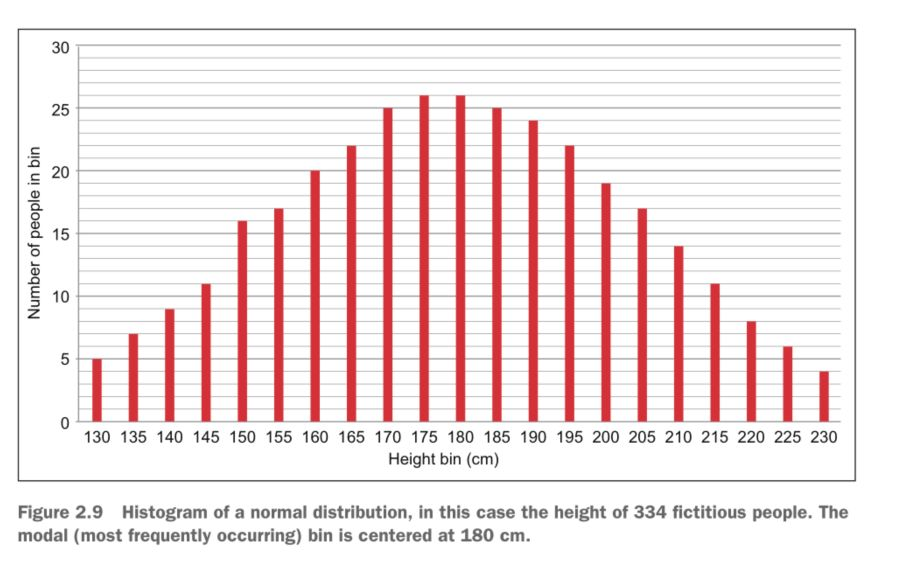 30
25
20
15
10
5
0
Number of people in bin
130 135 140 145 150 155 160 165 170 175 180 185 190 195 200 205 210 215 220 225 230
Height bin (cm)
Figure 2.9 Histogram of a normal distribution, in this case the height of 334 fictitious people. The
modal (most frequently occurring) bin is centered at 180 cm.